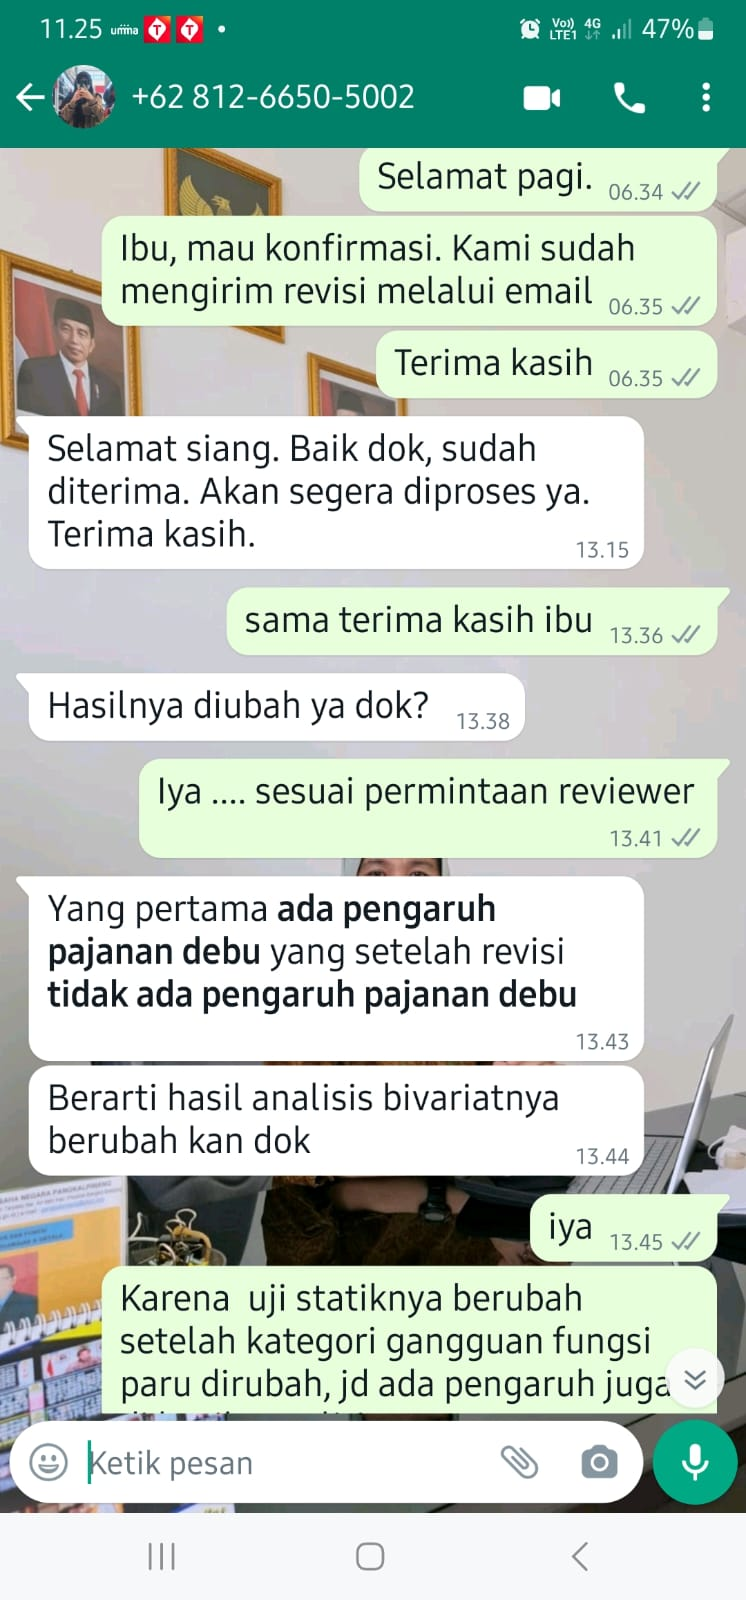 11.25 umma
Vo)) 4G 47%
LTE1
+62 812-6650-5002
Selamat pagi. 06.34
Ibu, mau konfirmasi. Kami sudah
mengirim revisi melalui email 06.35
Terima kasih 06.35
Selamat siang. Baik dok, sudah
diterima. Akan segera diproses ya.
Terima kasih. 13.15
sama terima kasih ibu 13.36
Hasilnya diubah ya dok? 13.38
Iya .... sesuai permintaan reviewer
13.41
Yang pertama ada pengaruh
pajanan debu yang setelah revisi
tidak ada pengaruh pajanan debu
13.43
Berarti hasil analisis bivariatnya
berubah kan dok 13.44
iya 13.45
Karena uji statiknya berubah
setelah kategori gangguan fungsi
paru dirubah, jd ada pengaruh juga
Ketik pesan